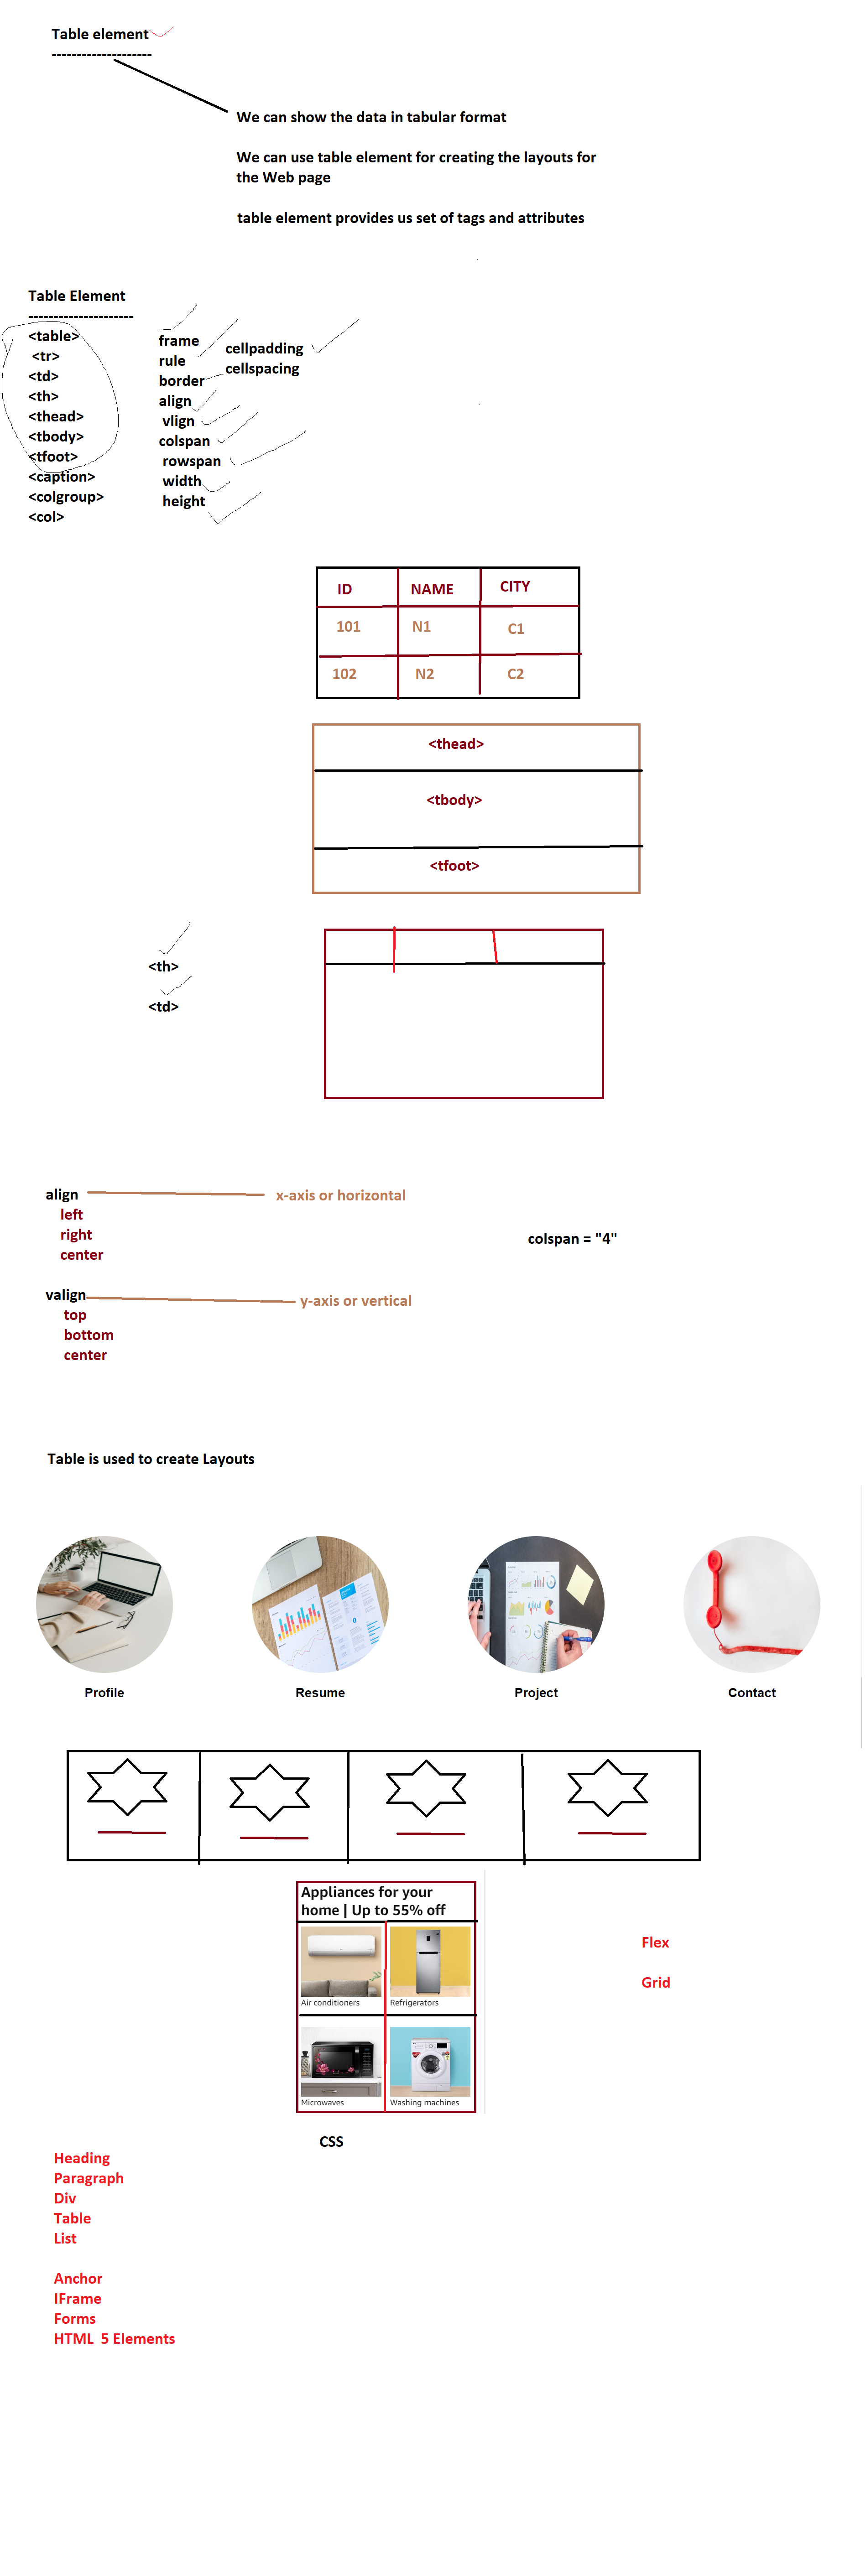 Table element
--------------------
We can show the data in tabular format
We can use table element for creating the layouts for
the Web page
table element provides us set of tags and attributes
Table Element
---------------------
<table>
<tr>
<td>
<th>
<thead>
<tbody>
<tfoot>
<caption>
<colgroup>
<col>
frame
rule
border
align
vlign
colspan
rowspan
width
height
cellpadding
cellspacing
ID NAME CITY
101 N1 C1
102 N2 C2
<thead>
<tbody>
<tfoot>
<th>
<td>
align x-axis or horizontal
left
right
center
colspan = "4"
valign y-axis or vertical
top
bottom
center
Table is used to create Layouts
Profile Resume Project Contact
Appliances for your
home | Up to 55% off
Air conditioners Refrigerators
Microwaves Washing machines
Flex
Grid
CSS
Heading
Paragraph
Div
Table
List
Anchor
IFrame
Forms
HTML  5 Elements